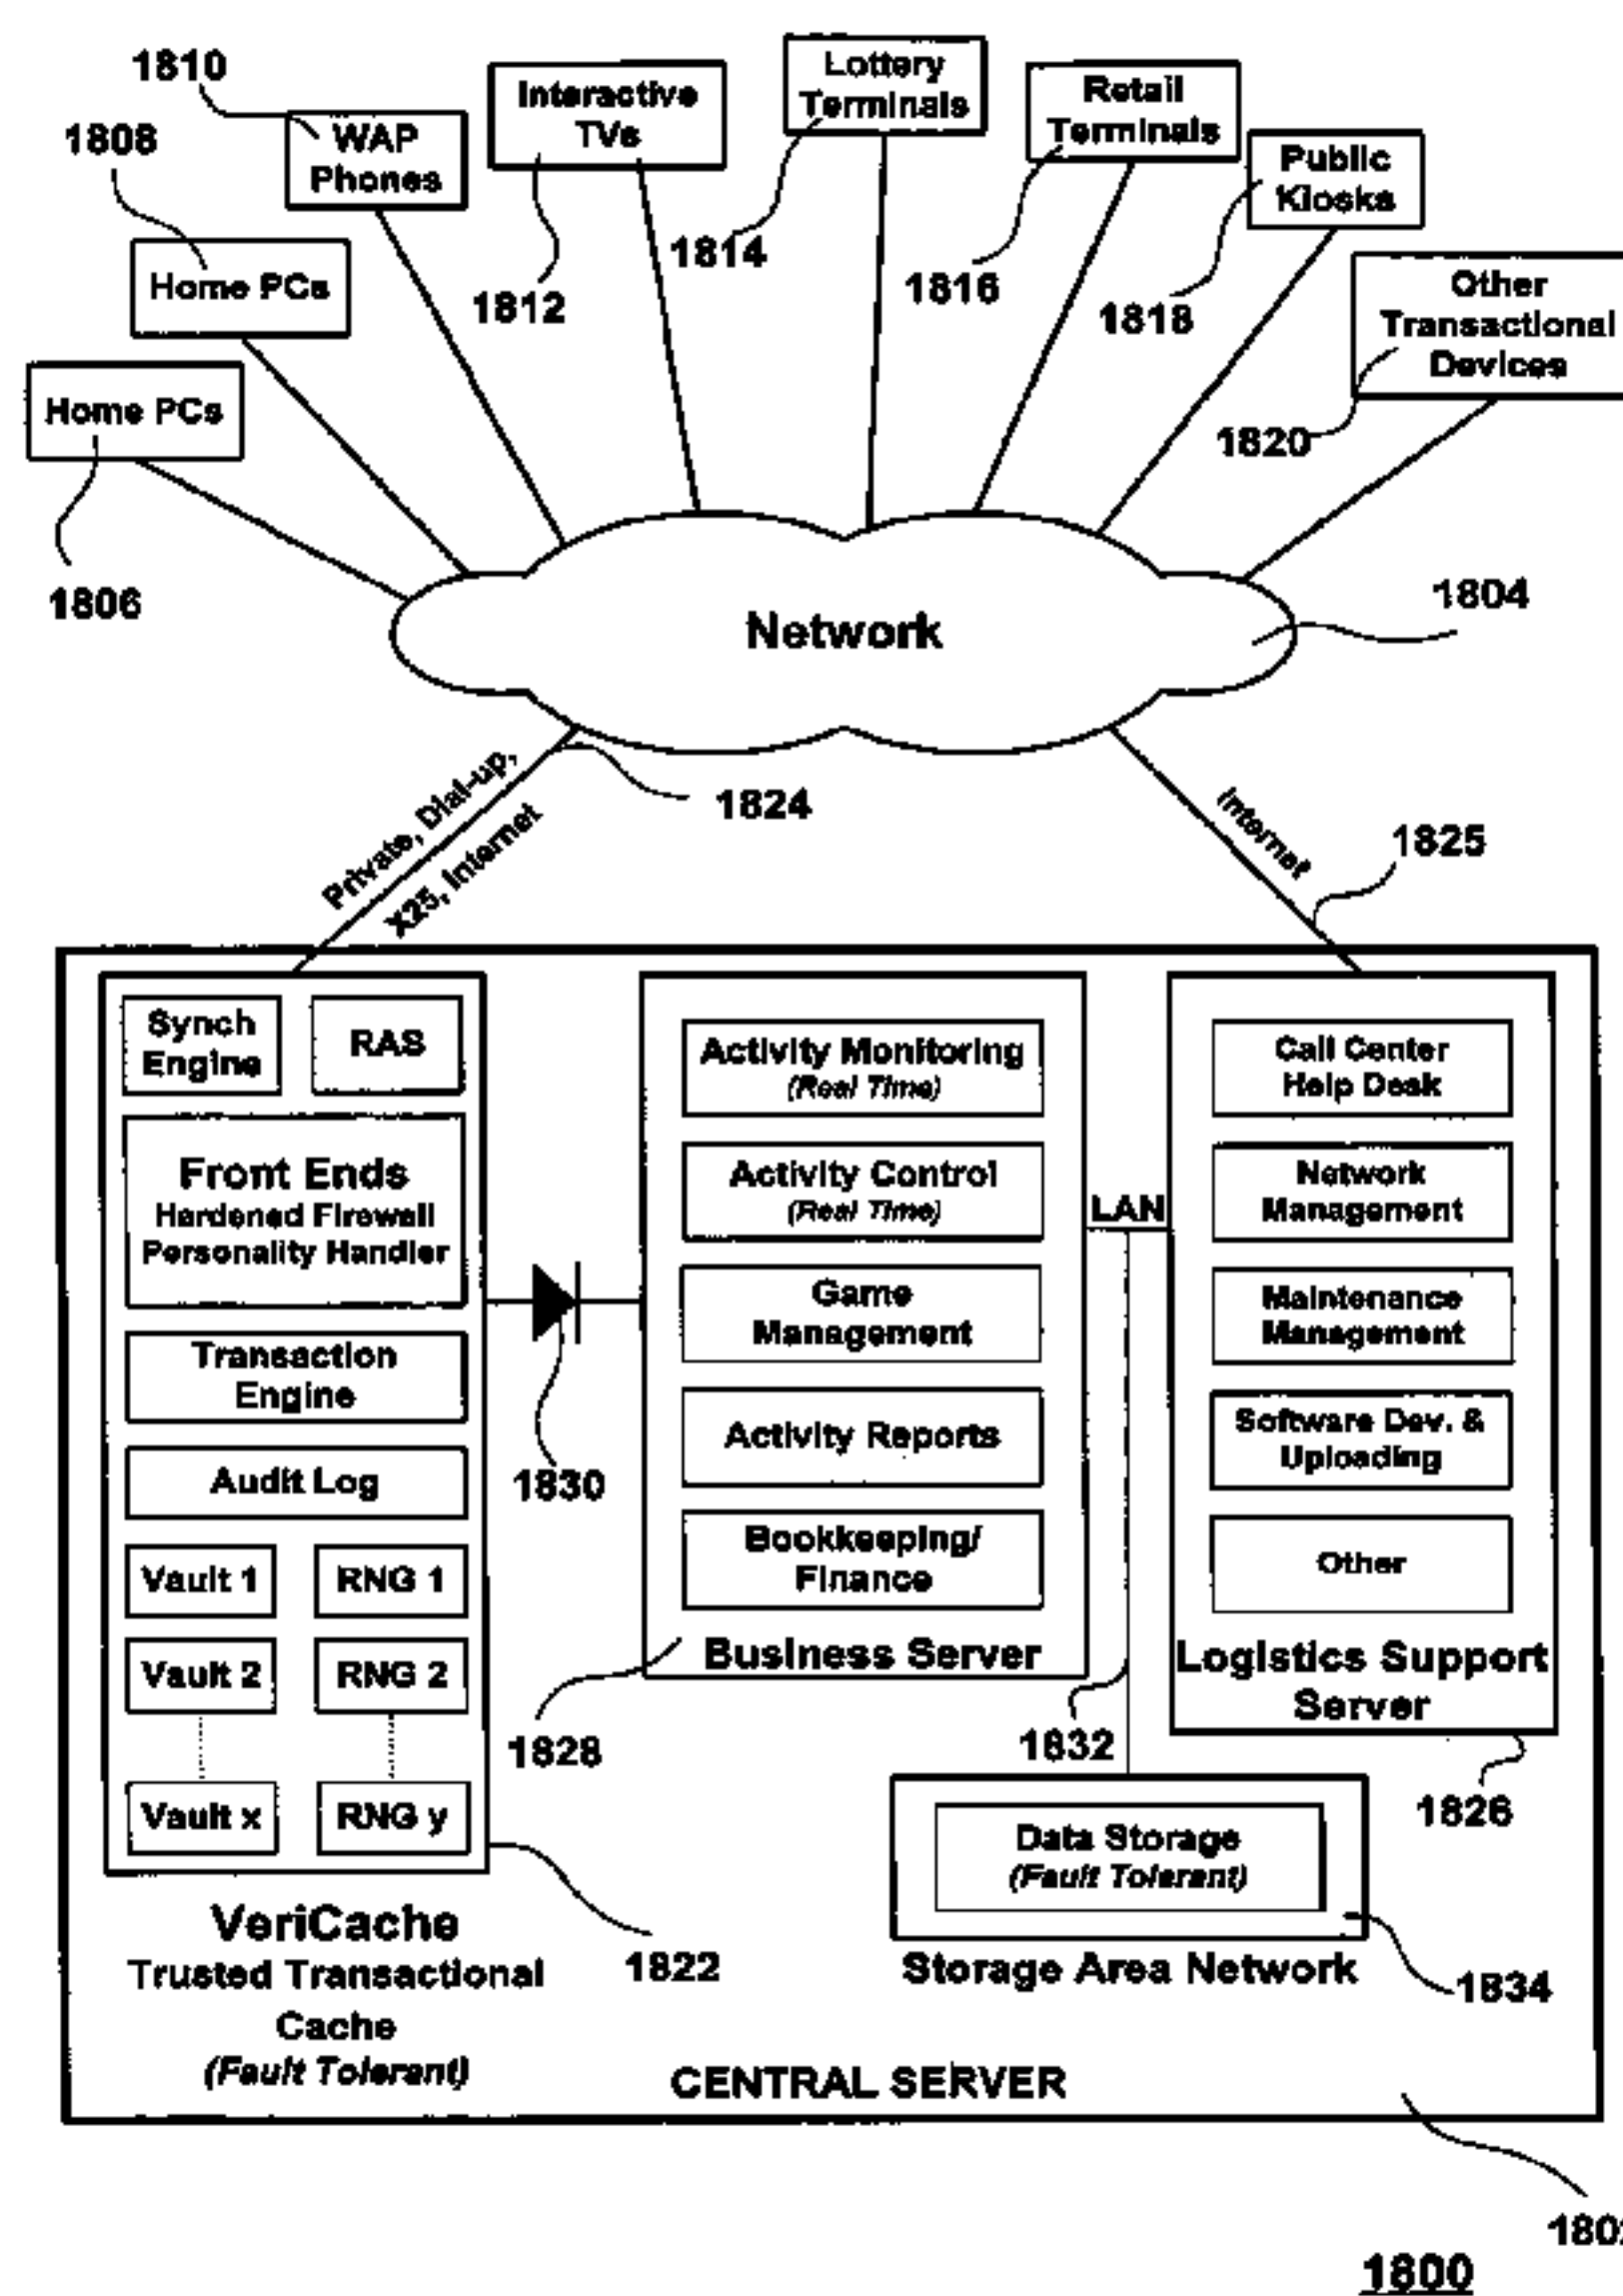 1810
WAP
Phones
Interactive
TVs
Lottery
Terminals
Retail
Terminals
1808
Public
Kiosks
Home PCs
1812
1814
1816
1818
Other
Transactional
Devices
Home PCs
1820
1806
Network
1804
Private, Dial-up,
X25, Internet
1824
Internet
1825
Synch
Engine
RAS
Front Ends
Hardened Firewall
Personality Handler
Transaction
Engine
Audit Log
Vault 1
RNG 1
Vault 2
RNG 2
Vault x
RNG y
VeriCache
Trusted Transactional
Cache
(Fault Tolerant)
1822
1830
Activity Monitoring
(Real Time)
Activity Control
(Real Time)
Game
Management
Activity Reports
Bookkeeping/
Finance
Business Server
1828
LAN
1832
Call Center
Help Desk
Network
Management
Maintenance
Management
Software Dev. &
Uploading
Other
Logistics Support
Server
1826
Data Storage
(Fault Tolerant)
Storage Area Network
1834
CENTRAL SERVER
1800